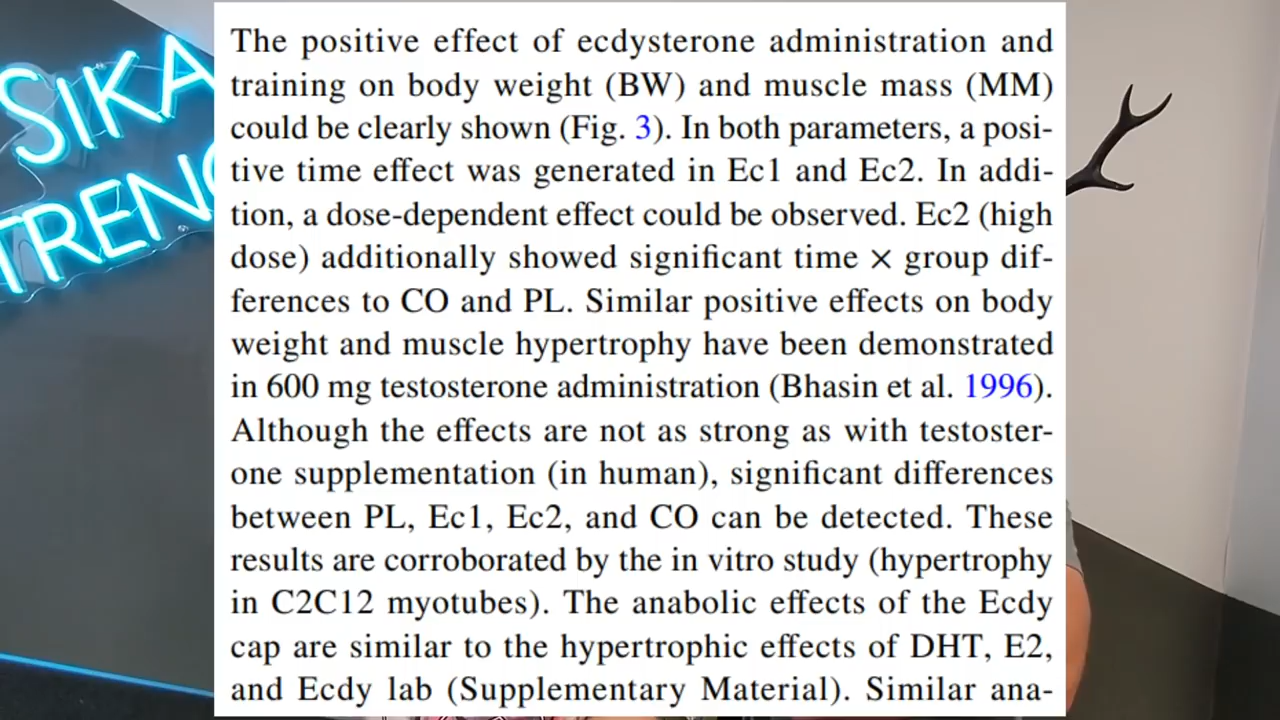 SIKA
STRENG
The positive effect of ecdysterone administration and
training on body weight (BW) and muscle mass (MM)
could be clearly shown (Fig. 3). In both parameters, a posi-
tive time effect was generated in Ec1 and Ec2. In addi-
tion, a dose-dependent effect could be observed. Ec2 (high
dose) additionally showed significant time × group dif-
ferences to CO and PL. Similar positive effects on body
weight and muscle hypertrophy have been demonstrated
in 600 mg testosterone administration (Bhasin et al. 1996).
Although the effects are not as strong as with testoster-
one supplementation (in human), significant differences
between PL, Ec1, Ec2, and CO can be detected. These
results are corroborated by the in vitro study (hypertrophy
in C2C12 myotubes). The anabolic effects of the Ecdy
cap are similar to the hypertrophic effects of DHT, E2,
and Ecdy lab (Supplementary Material). Similar ana-